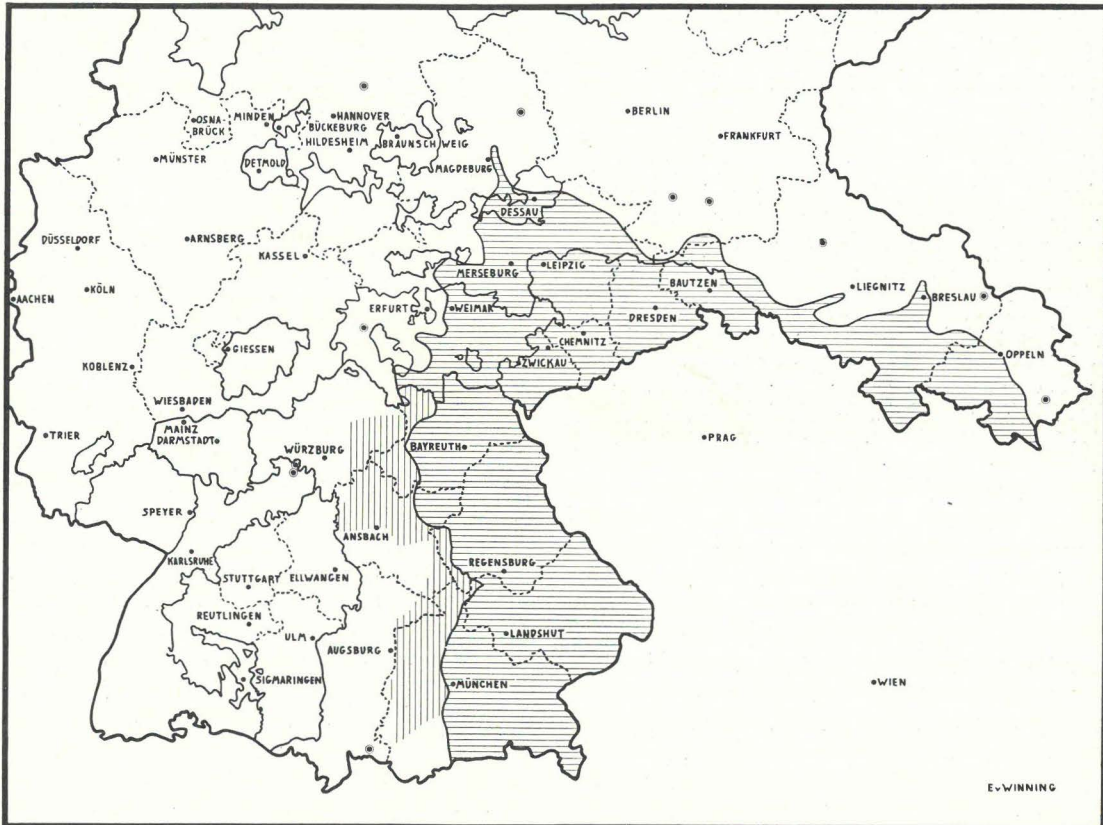 BERLIN
HANNOVER
OSNA-
BRÜCK
MINDEN
BÜCKEBURG
FRANKFURT
HILDESHEIM
BRAUNSCHWEIG
MÜNSTER
MAGDEBURG
DETMOLD
DESSAU
DÜSSELDORF
ARNSBERG
KASSEL
MERSEBURG
LEIPZIG
BAUTZEN
KÖLN
LIEGNITZ
AACHEN
BRESLAU
ERFURT
WEIMAR
DRESDEN
CHEMNITZ
GIESSEN
ZWICKAU
OPPELN
KOBLENZ
WIESBADEN
MAINZ
TRIER
DARMSTADT
PRAG
WÜRZBURG
BAYREUTH
SPEYER
ANSBACH
KARLSRUHE
REGENSBURG
STUTTGART
ELLWANGEN
REUTLINGEN
LANDSHUT
ULM
AUGSBURG
SIGMARINGEN
MÜNCHEN
WIEN
EvWINNING